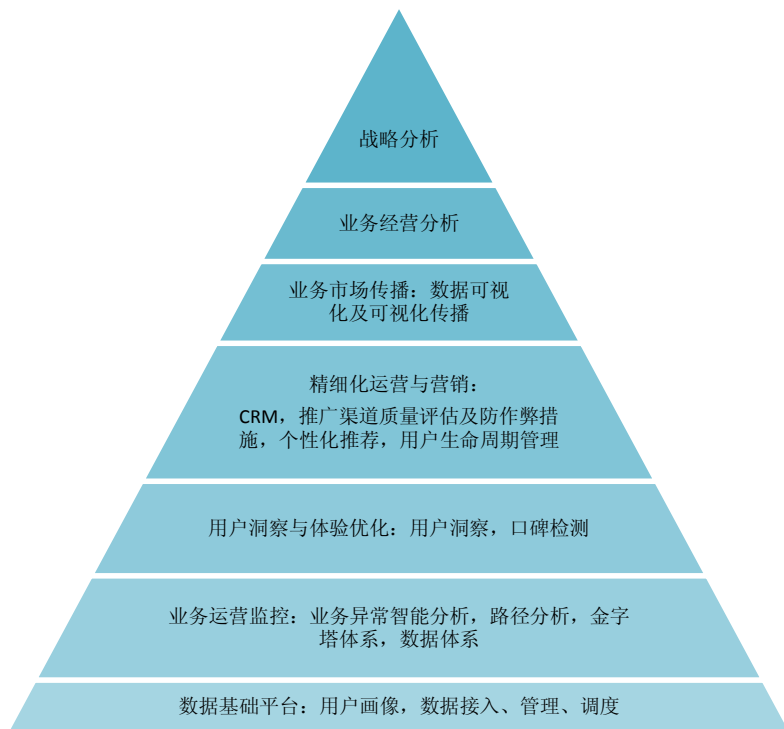 战略分析
业务经营分析
业务市场传播：数据可视
化及可视化传播
精细化运营与营销：
CRM，推广渠道质量评估及防作弊措
施，个性化推荐，用户生命周期管理
用户洞察与体验优化：用户洞察，口碑检测
业务运营监控：业务异常智能分析，路径分析，金字
塔体系，数据体系
数据基础平台：用户画像，数据接入、管理、调度